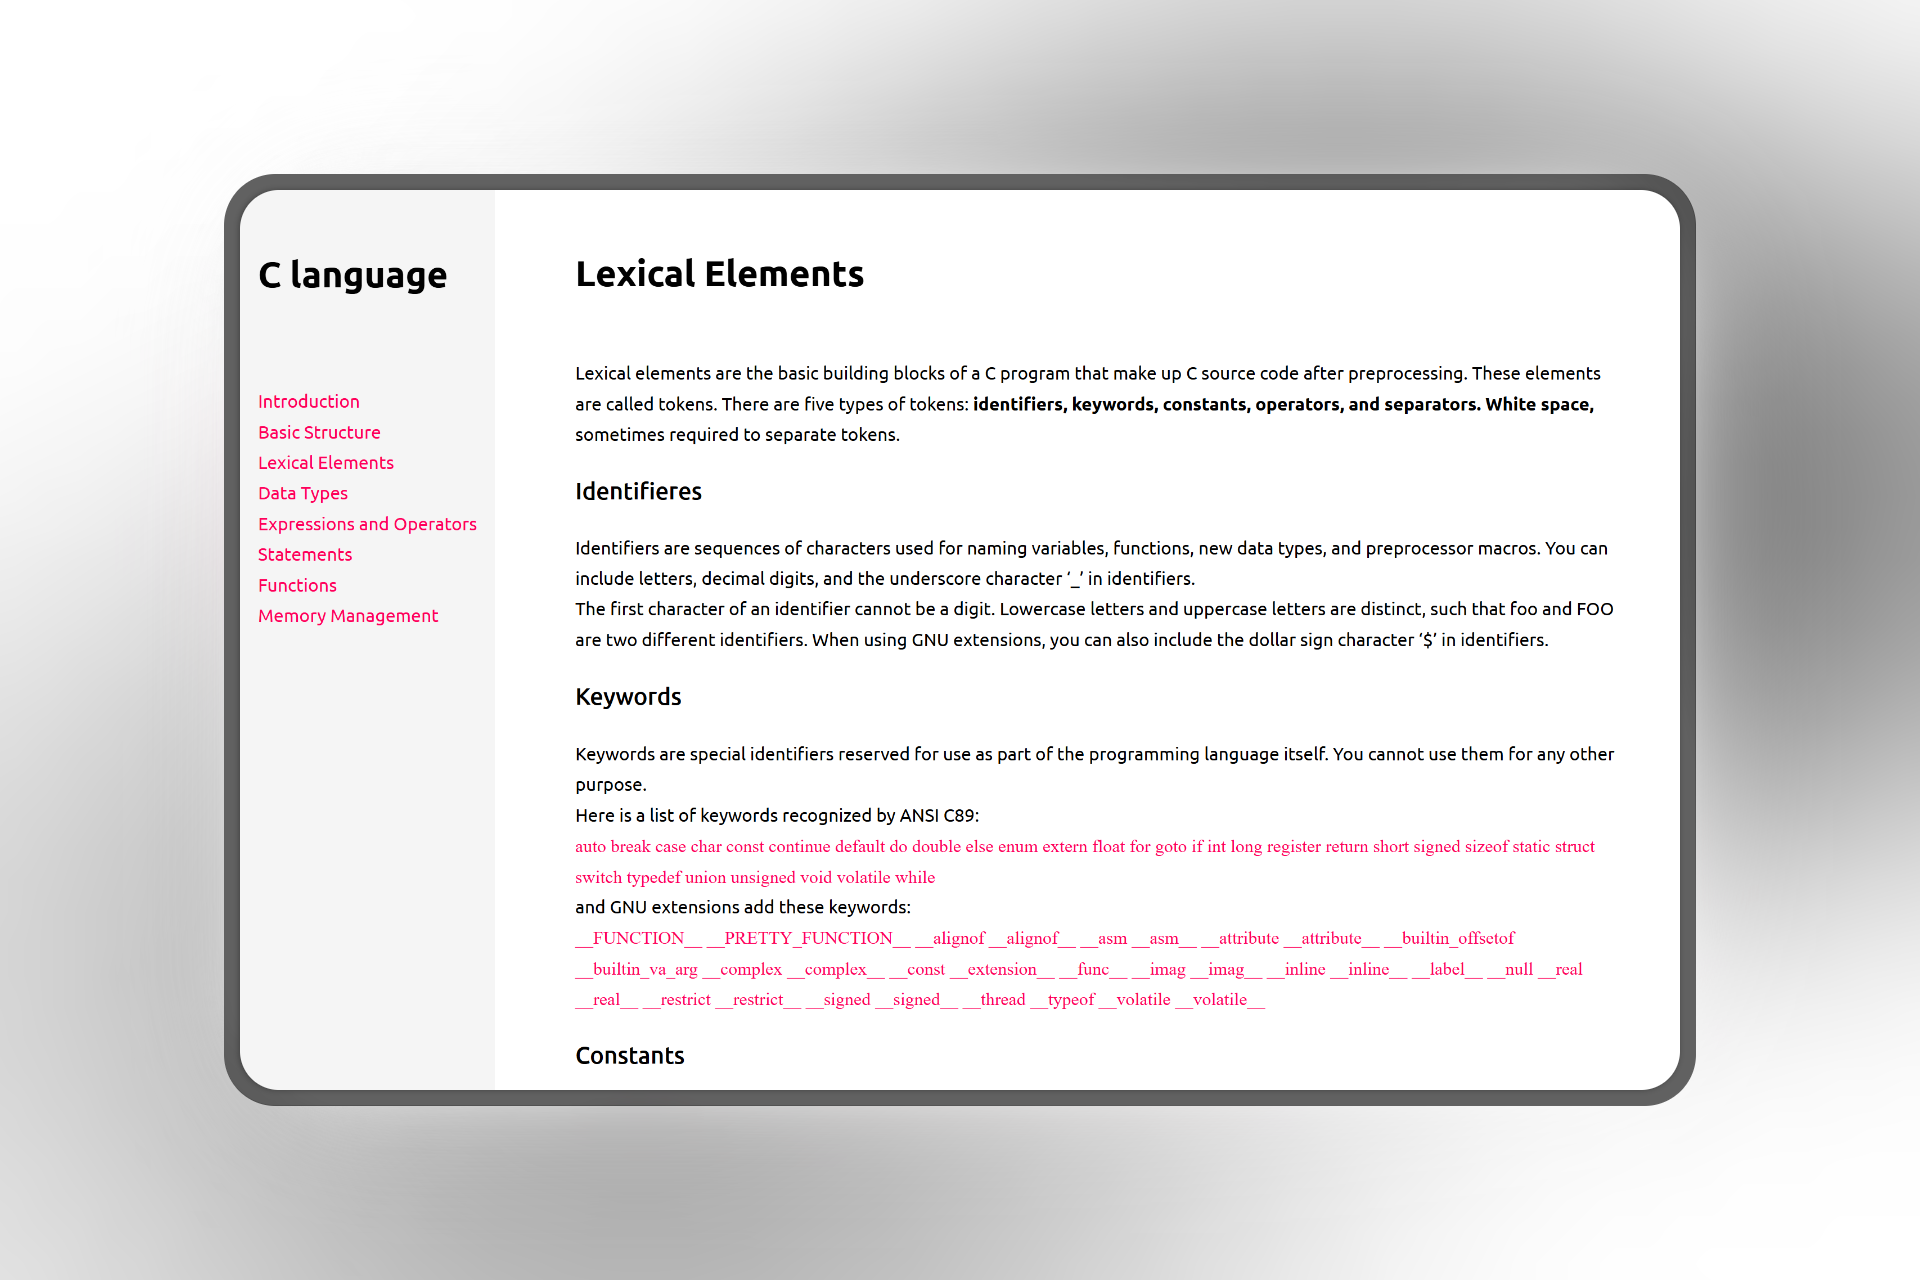 C language
Introduction
Basic Structure
Lexical Elements
Data Types
Expressions and Operators
Statements
Functions
Memory Management
Lexical Elements
Lexical elements are the basic building blocks of a C program that make up C source code after preprocessing. These elements
are called tokens. There are five types of tokens: identifiers, keywords, constants, operators, and separators. White space,
sometimes required to separate tokens.
Identifieres
Identifiers are sequences of characters used for naming variables, functions, new data types, and preprocessor macros. You can
include letters, decimal digits, and the underscore character ‘_’ in identifiers.
The first character of an identifier cannot be a digit. Lowercase letters and uppercase letters are distinct, such that foo and FOO
are two different identifiers. When using GNU extensions, you can also include the dollar sign character ‘$’ in identifiers.
Keywords
Keywords are special identifiers reserved for use as part of the programming language itself. You cannot use them for any other
purpose.
Here is a list of keywords recognized by ANSI C89:
auto break case char const continue default do double else enum extern float for goto if int long register return short signed sizeof static struct
switch typedef union unsigned void volatile while
and GNU extensions add these keywords:
__FUNCTION__ __PRETTY_FUNCTION__ __alignof __alignof__ __asm __asm__ __attribute __attribute__ __builtin_offsetof
__builtin_va_arg __complex __complex__ __const __extension__ __func__ __imag __imag__ __inline __inline__ __label__ __null __real
__real__ __restrict __restrict__ __signed __signed__ __thread __typeof __volatile __volatile__
Constants